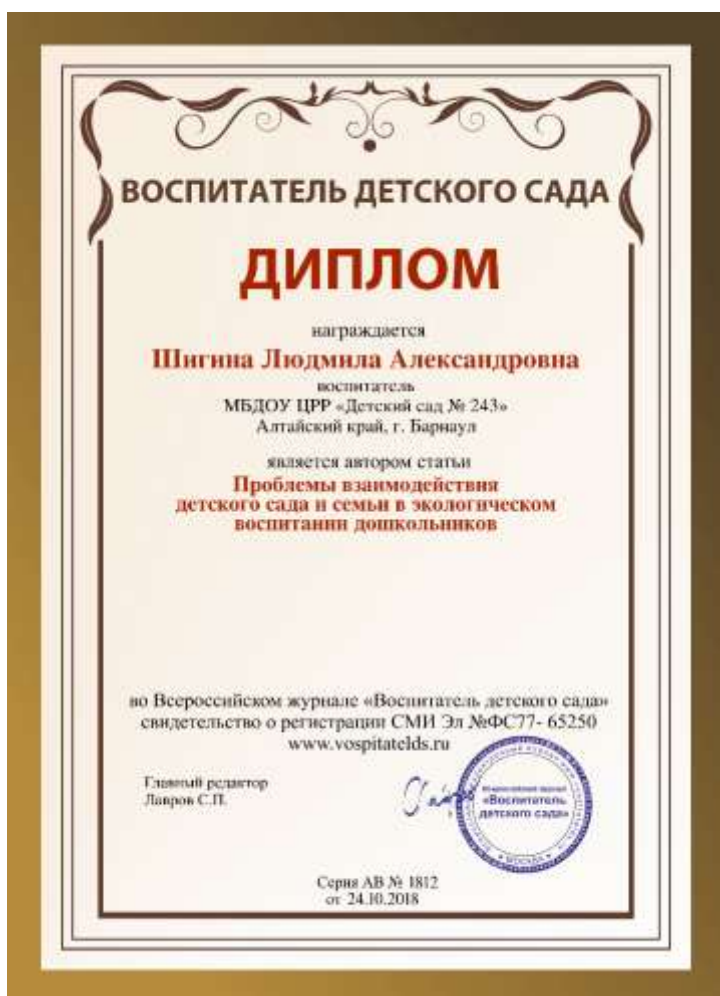 ВОСПИТАТЕЛЬ ДЕТСКОГО САДА
ДИПЛОМ
награждается
Шигина Людмила Александровна
воспитатель
МБДОУ ЦРР «Детский сад № 243»
Алтайский край, г. Барнаул
является автором статьи
Проблемы взаимодействия
детского сада и семьи в экологическом
воспитании дошкольников
во Всероссийском журнале «Воспитатель детского сада»
свидетельство о регистрации СМИ Эл №ФС77- 65250
www.vospitatelds.ru
Главный редактор
Лавров С.П.
Всероссийский журнал
«Воспитатель
детского сада»
МОСКВА
Серия АВ № 1812
от 24.10.2018